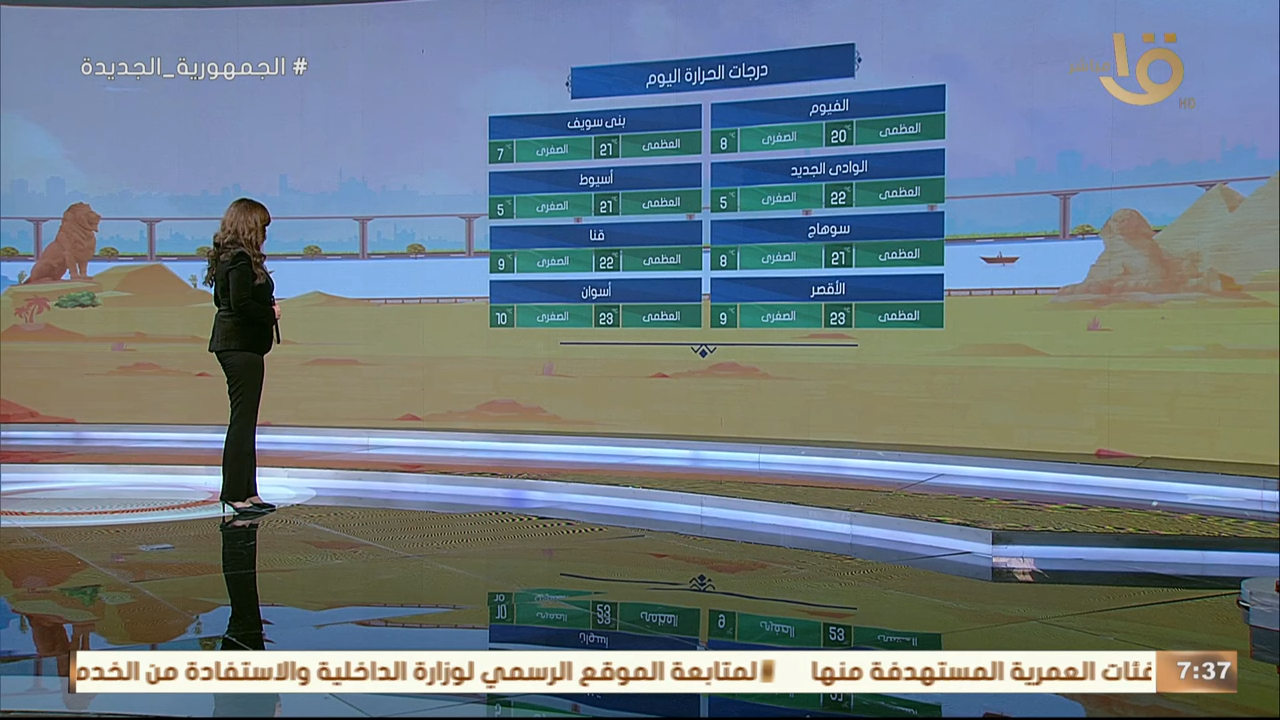 # الجمهورية_الجديدة
مباشر
HD
درجات الحرارة اليوم
الفيوم
العظمى 20 °C الصغرى 8 °C
بنى سويف
العظمى 21 °C الصغرى 7 °C
الوادى الجديد
العظمى 22 °C الصغرى 5 °C
أسيوط
العظمى 21 °C الصغرى 5 °C
سوهاج
العظمى 21 °C الصغرى 8 °C
قنا
العظمى 22 °C الصغرى 9 °C
الأقصر
العظمى 23 °C الصغرى 9 °C
أسوان
العظمى 23 °C الصغرى 10 °C
7:37
فئات العمرية المستهدفة منها لمتابعة الموقع الرسمي لوزارة الداخلية والاستفادة من الخدم